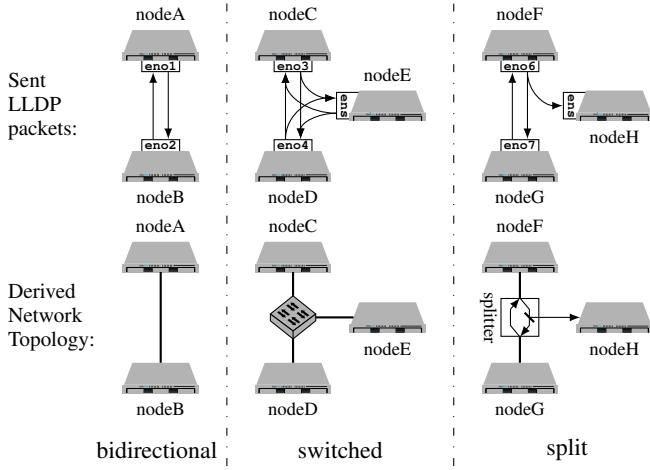 nodeA
nodeC
nodeF
eno1
eno3
eno6
Sent
LLDP
packets:
nodeE
ens
ens
nodeH
eno2
eno4
eno7
nodeB
nodeD
nodeG
nodeA
nodeC
nodeF
Derived
Network
Topology:
splitter
nodeE
nodeH
nodeB
nodeD
nodeG
bidirectional
switched
split